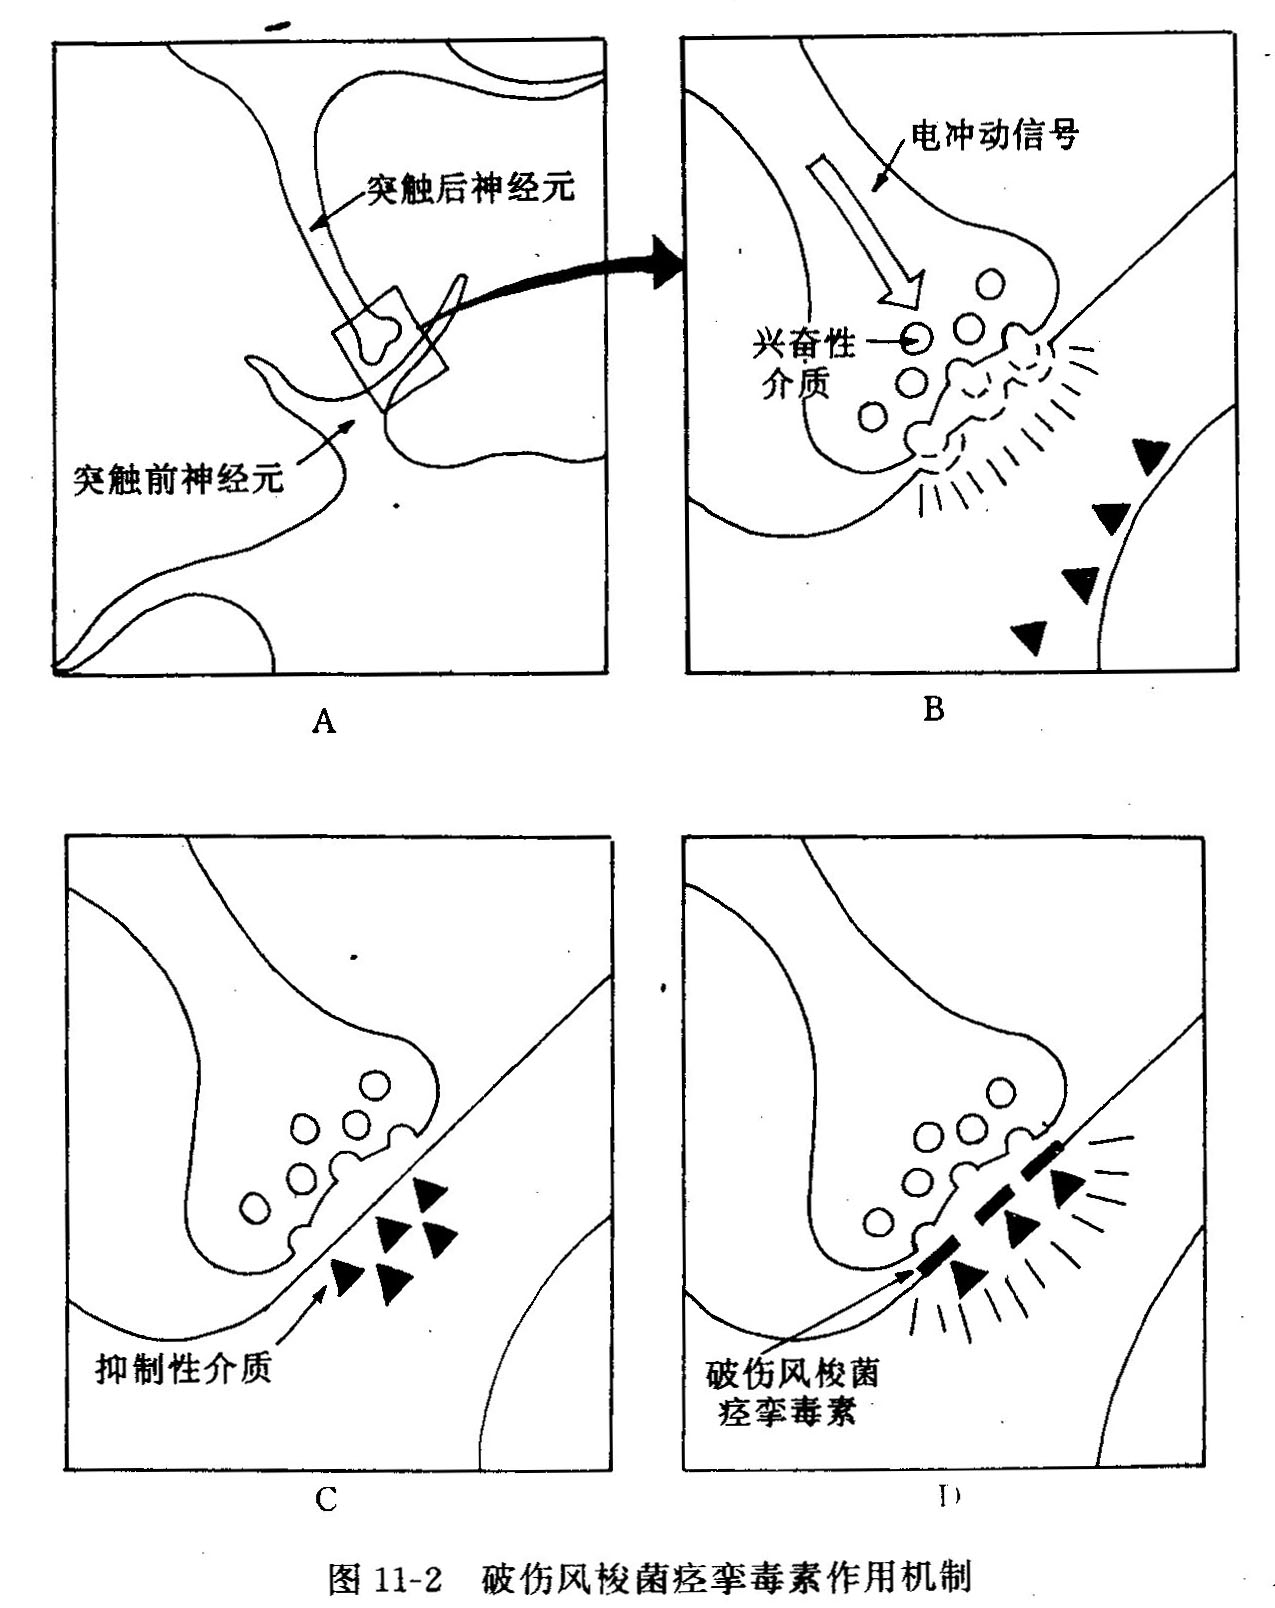 突触后神经元
突触前神经元
A
电冲动信号
兴奋性
介质
B
抑制性介质
C
破伤风梭菌
痉挛毒素
D
图 11-2 破伤风梭菌痉挛毒素作用机制